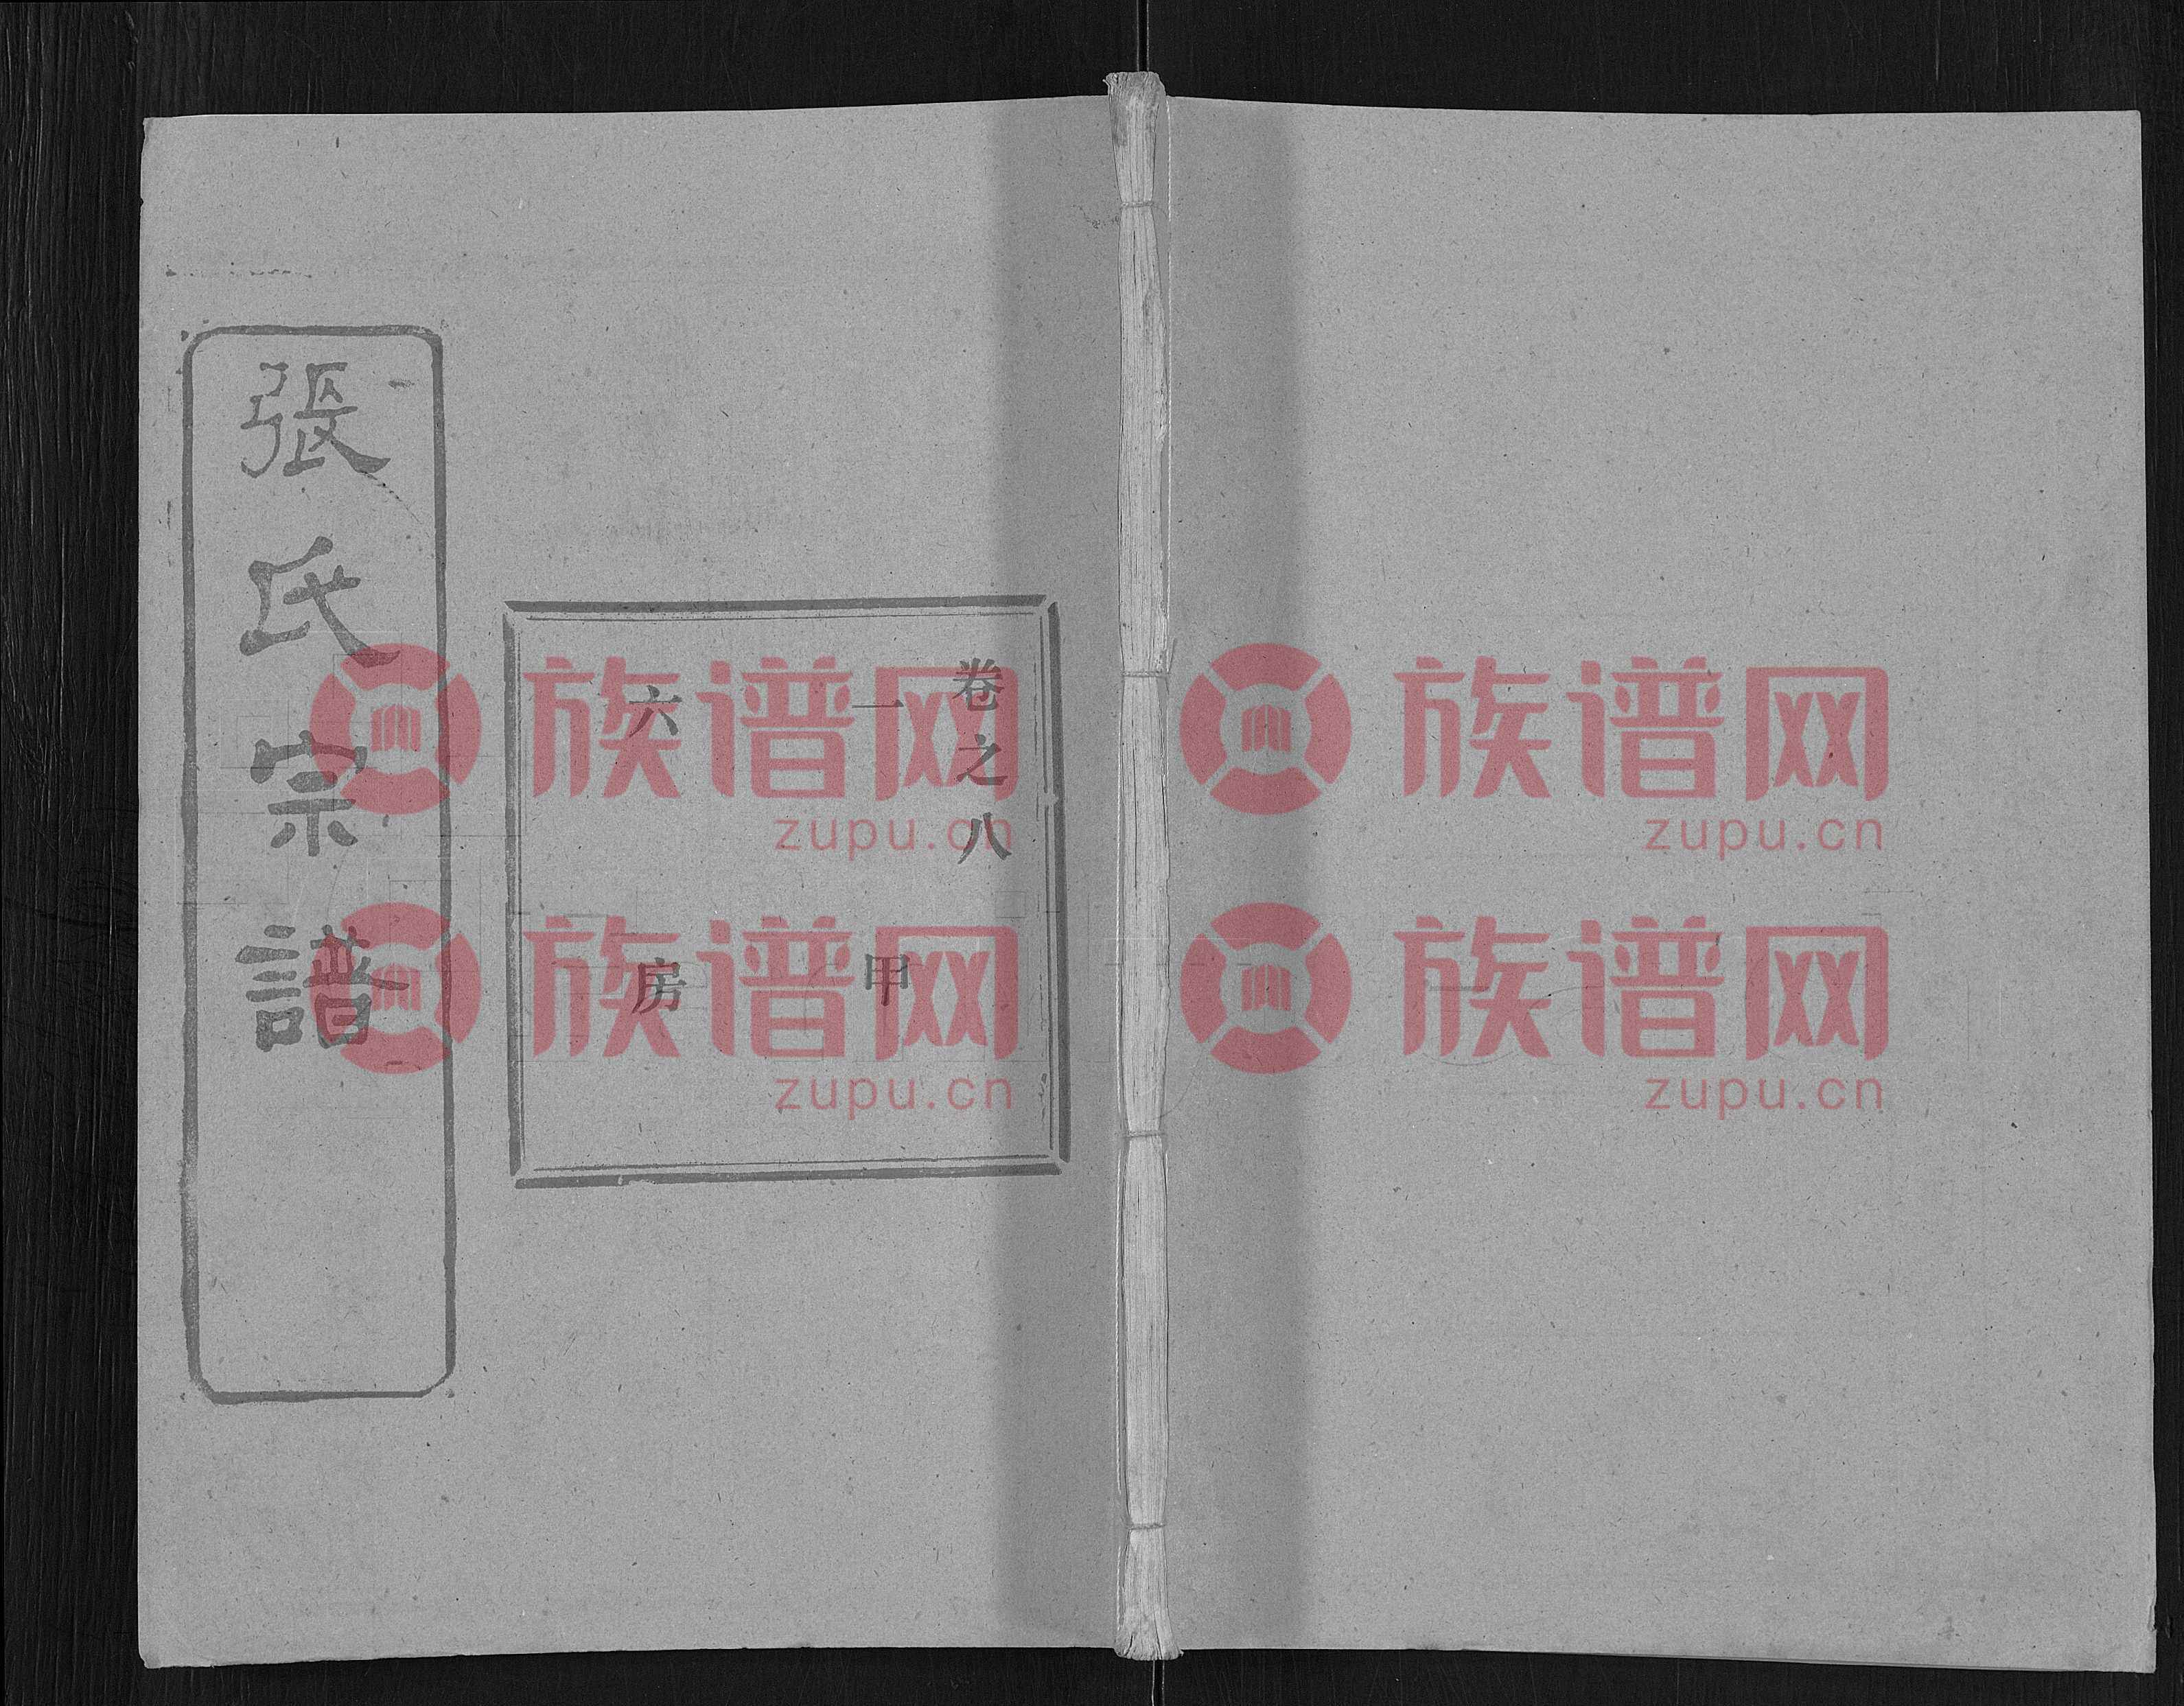 卷之八
一甲
六房
張氏宗譜
族谱网
zupu.cn
族谱网
zupu.cn
族谱网
zupu.cn
族谱网
zupu.cn